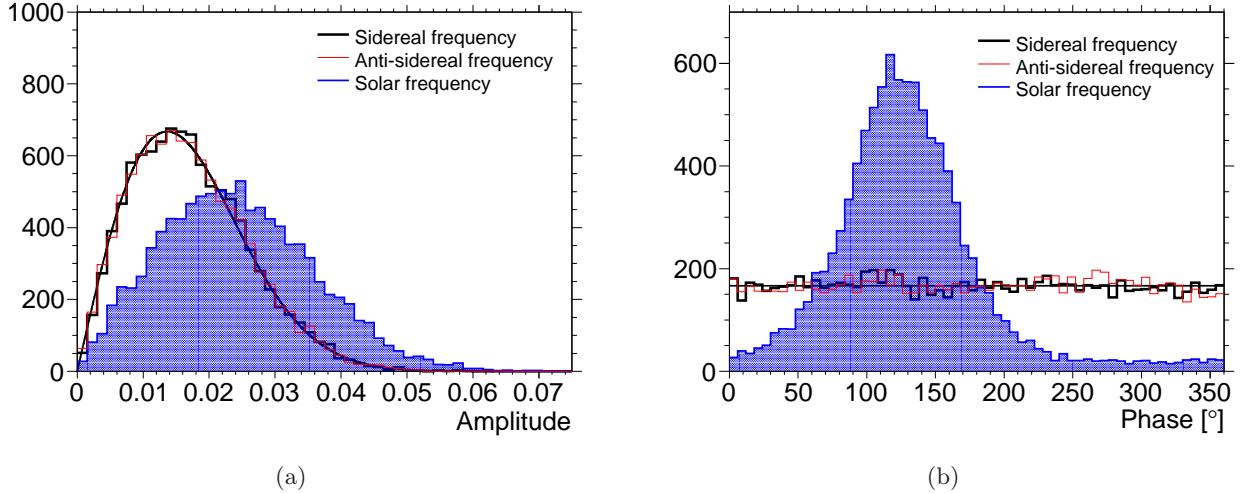 1000
800
600
400
200
0
Sidereal frequency
Anti-sidereal frequency
Solar frequency
0 0.01 0.02 0.03 0.04 0.05 0.06 0.07
Amplitude
(a)
600
400
200
0
Sidereal frequency
Anti-sidereal frequency
Solar frequency
0 50 100 150 200 250 300 350
Phase [°]
(b)